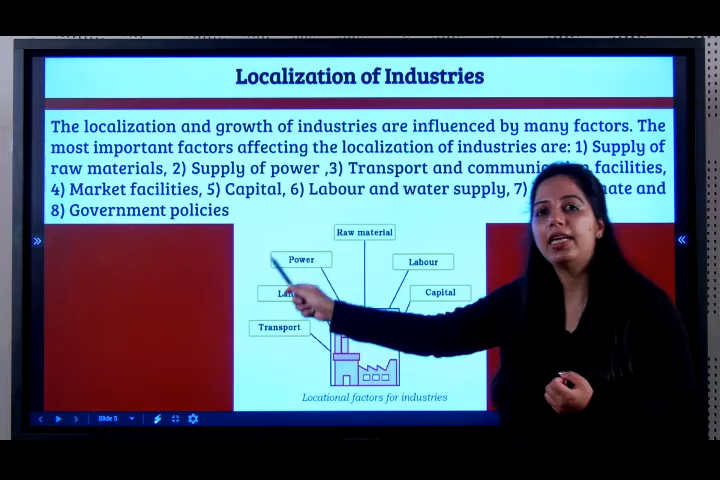 Localization of Industries
The localization and growth of industries are influenced by many factors. The
most important factors affecting the localization of industries are: 1) Supply of
raw materials, 2) Supply of power ,3) Transport and facilities,
4) Market facilities, 5) Capital, 6) Labour and water supply, 7) and
8) Government policies
Raw material
Power
Labour
Capital
Transport
Locational factors for industries
Slide 5